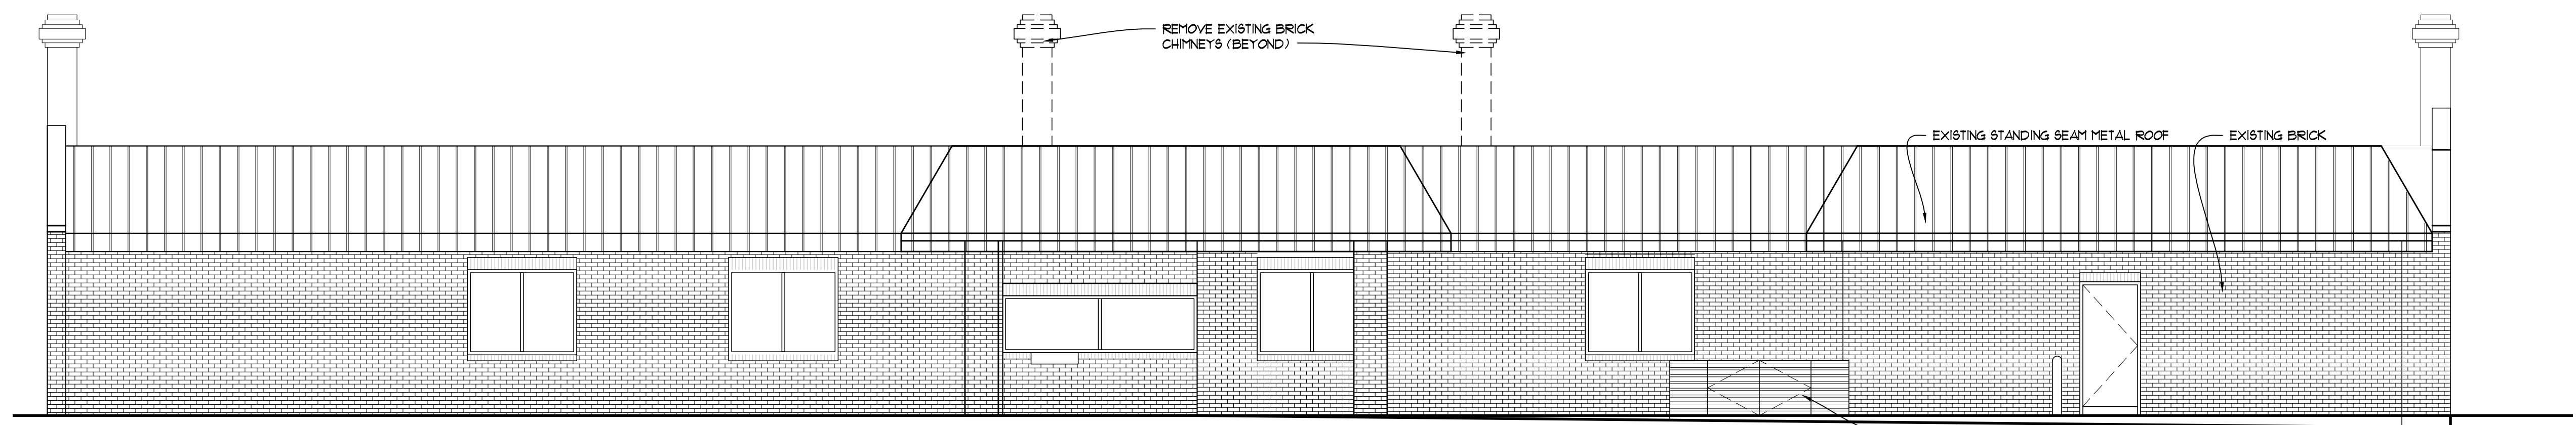 REMOVE EXISTING BRICK
CHIMNEYS (BEYOND)
EXISTING STANDING SEAM METAL ROOF
EXISTING BRICK